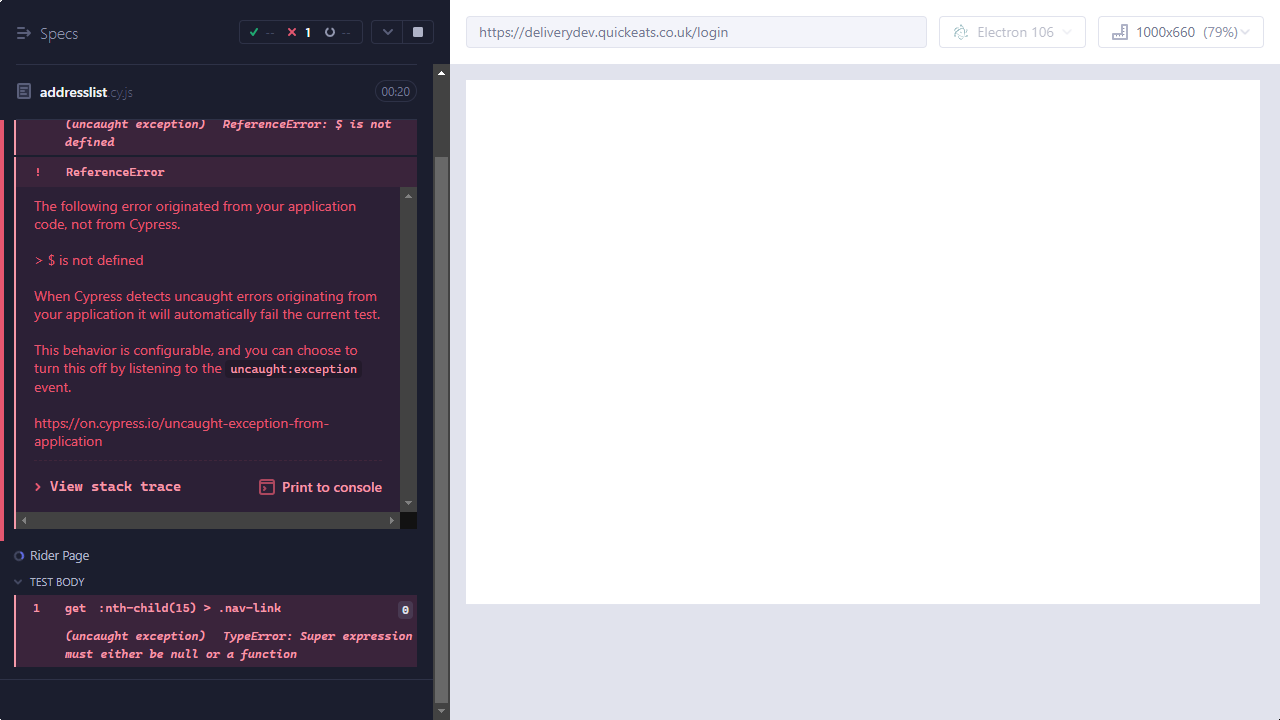 Specs
-- 1 --
https://deliverydev.quickeats.co.uk/login
Electron 106
1000x660 (79%)
addresslist.cy.js
00:20
(uncaught exception) ReferenceError: $ is not
defined
! ReferenceError
The following error originated from your application
code, not from Cypress.
> $ is not defined
When Cypress detects uncaught errors originating from
your application it will automatically fail the current test.
This behavior is configurable, and you can choose to
turn this off by listening to the uncaught:exception
event.
https://on.cypress.io/uncaught-exception-from-
application
View stack trace
Print to console
Rider Page
TEST BODY
1 get :nth-child(15) > .nav-link 0
(uncaught exception) TypeError: Super expression
must either be null or a function